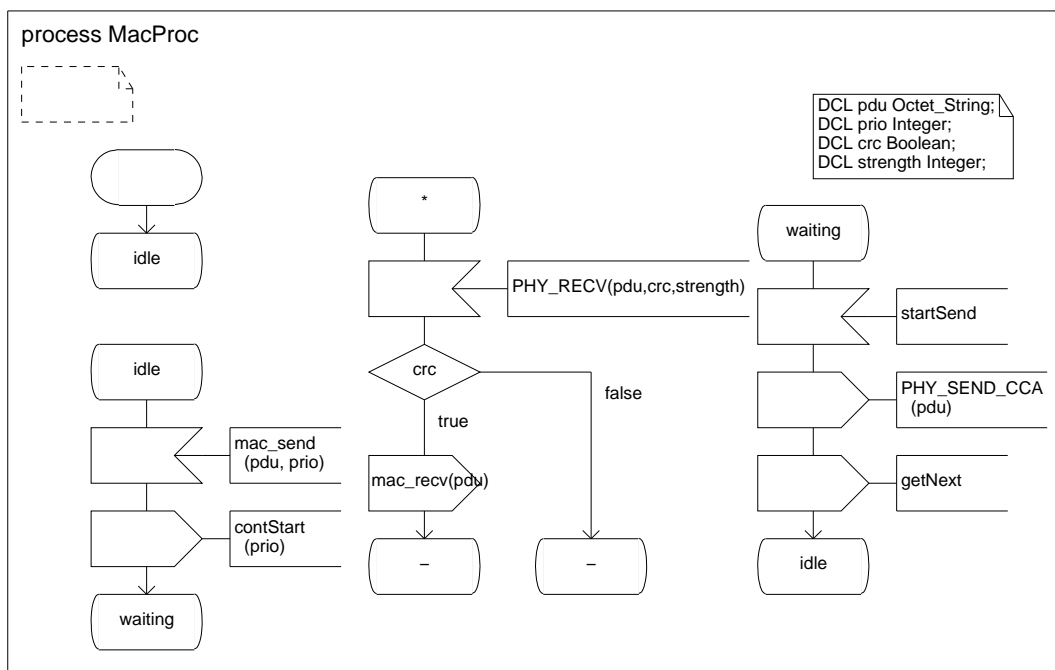 process MacProc
DCL pdu Octet_String;
DCL prio Integer;
DCL crc Boolean;
DCL strength Integer;
idle
idle
mac_send
(pdu, prio)
contStart
(prio)
waiting
*
PHY_RECV(pdu,crc,strength)
crc
false
true
mac_recv(pdu)
–
–
waiting
startSend
PHY_SEND_CCA
(pdu)
getNext
idle